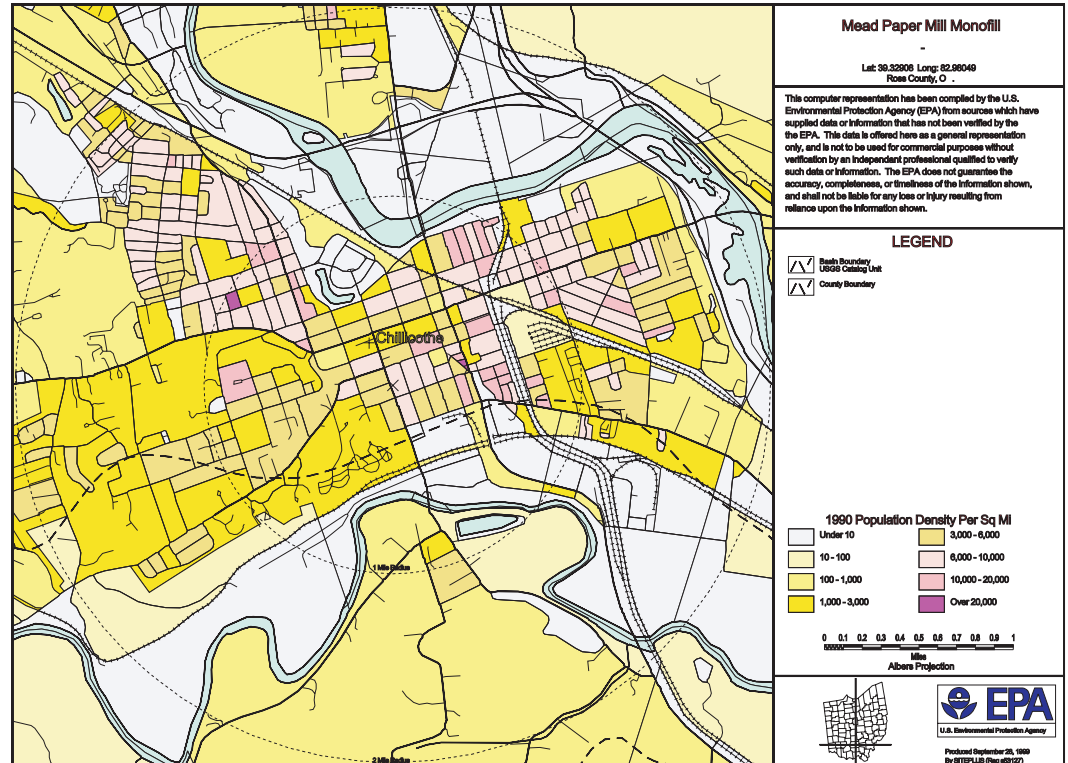 Mead Paper Mill Monofill
-
Lat: 39.32908 Long: 82.98049
Ross County, O .
This computer representation has been compiled by the U.S.
Environmental Protection Agency (EPA) from sources which have
supplied data or information that has not been verified by the
the EPA. This data is offered here as a general representation
only, and is not to be used for commercial purposes without
verification by an independent professional qualified to verify
such data or information. The EPA does not guarantee the
accuracy, completeness, or timeliness of the information shown,
and shall not be liable for any loss or injury resulting from
reliance upon the information shown.
LEGEND
Basin Boundary
USGS Catalog Unit
County Boundary
Chillicothe
1 Mile Radius
2 Mile Radius
1990 Population Density Per Sq Mi
Under 10
10 - 100
100 - 1,000
1,000 - 3,000
3,000 - 6,000
6,000 - 10,000
10,000 - 20,000
Over 20,000
0 0.1 0.2 0.3 0.4 0.5 0.6 0.7 0.8 0.9 1
Miles
Albers Projection
EPA
U.S. Environmental Protection Agency
Produced September 28, 1999
By SITEPLUS (Req s63127)